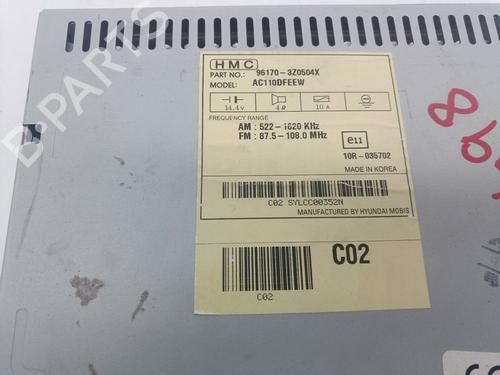 HMC
PART NO.: 96170-3Z0504X
MODEL: AC110DFEEW
14.4v 4Ω 10A
FREQUENCY RANGE
AM : 522-1620 KHz
FM : 87.5-108.0 MHz
e11
10R-035702
MADE IN KOREA
C02 SYLCC00352N
MANUFACTURED BY HYUNDAI MOBIS
C02
C02
B-PARTS